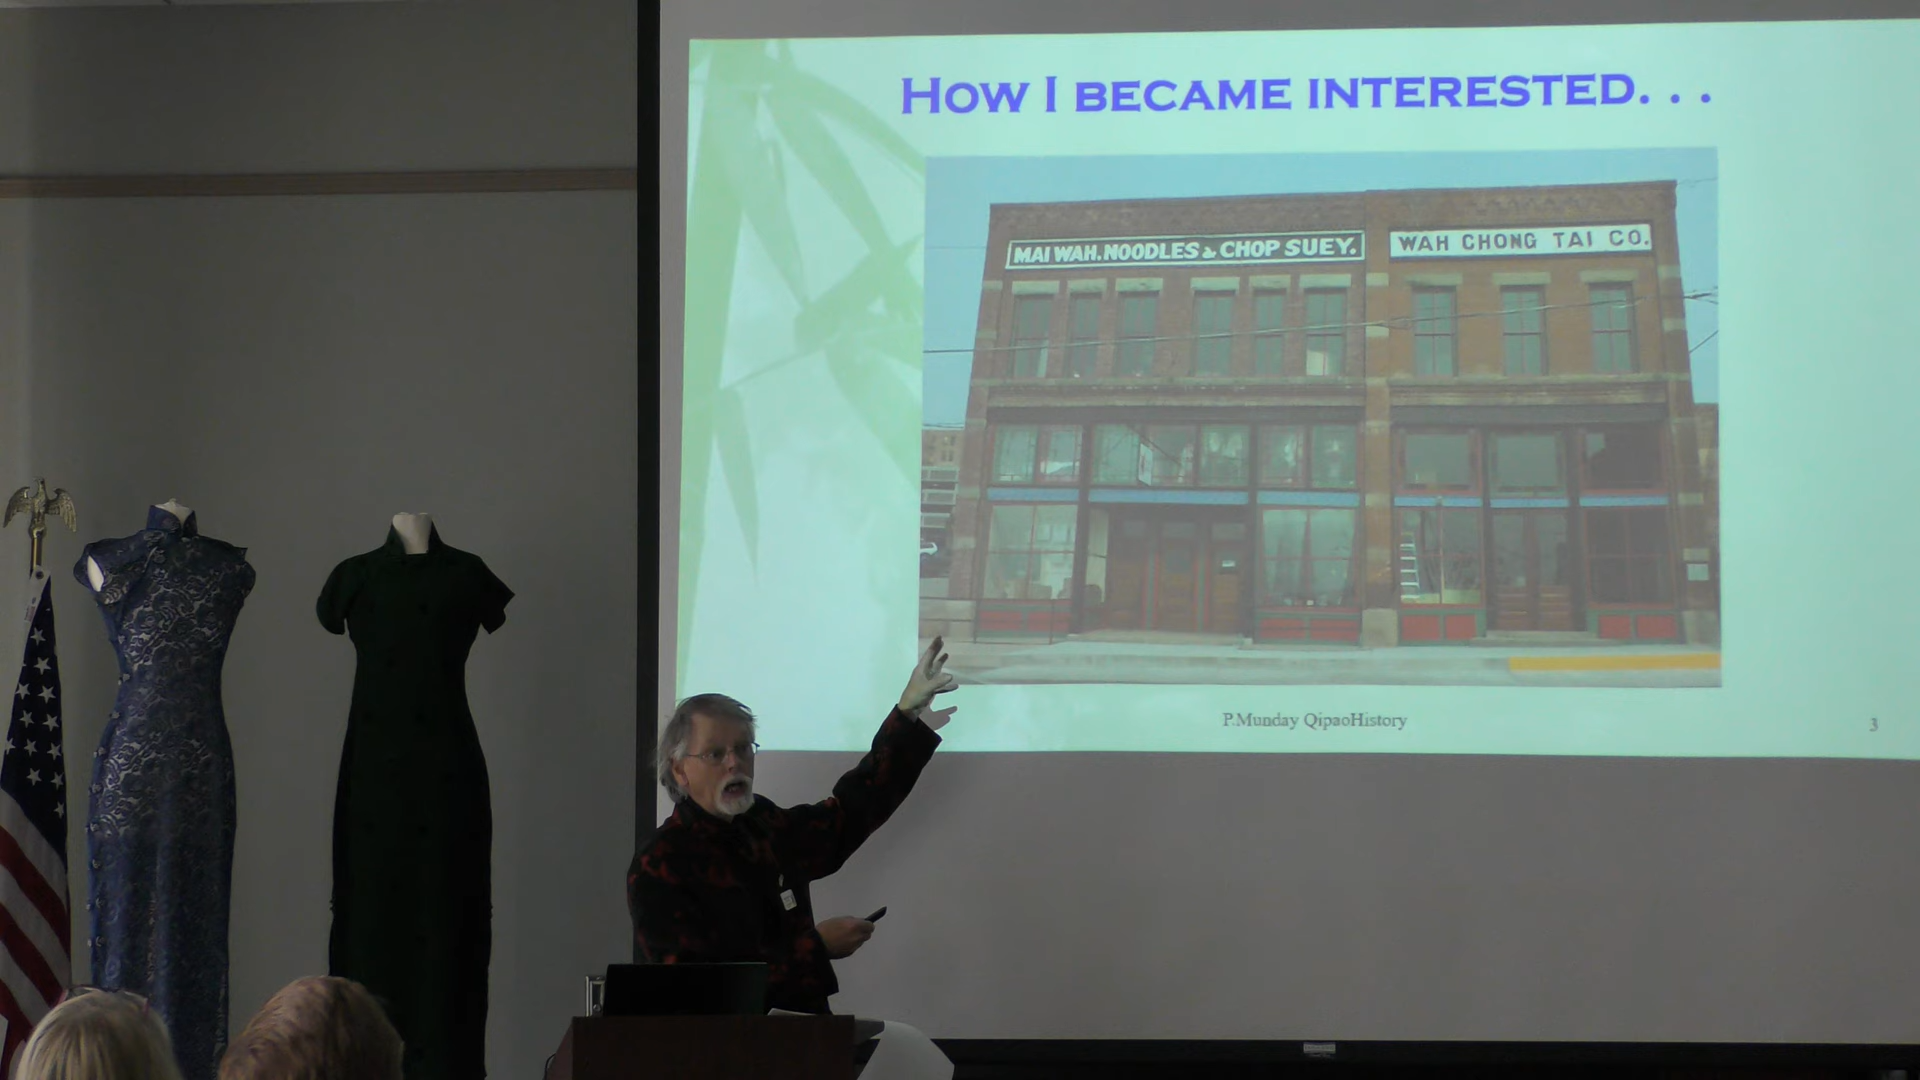 HOW I BECAME INTERESTED. . .
MAI WAH. NOODLES & CHOP SUEY.
WAH CHONG TAI CO.
P.Munday QipaoHistory
3